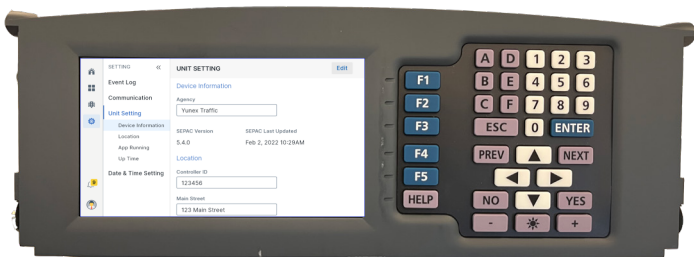 SETTING «
Event Log
Communication
Unit Setting
Device Information
Location
App Running
Up Time
Date & Time Setting
UNIT SETTING Edit
Device Information
Agency
Yunex Traffic
SEPAC Version SEPAC Last Updated
5.4.0 Feb 2, 2022 10:29AM
Location
Controller ID
123456
Main Street
123 Main Street
F1
F2
F3
F4
F5
HELP
A D 1 2 3
B E 4 5 6
C F 7 8 9
ESC 0 ENTER
PREV NEXT
NO YES
- +